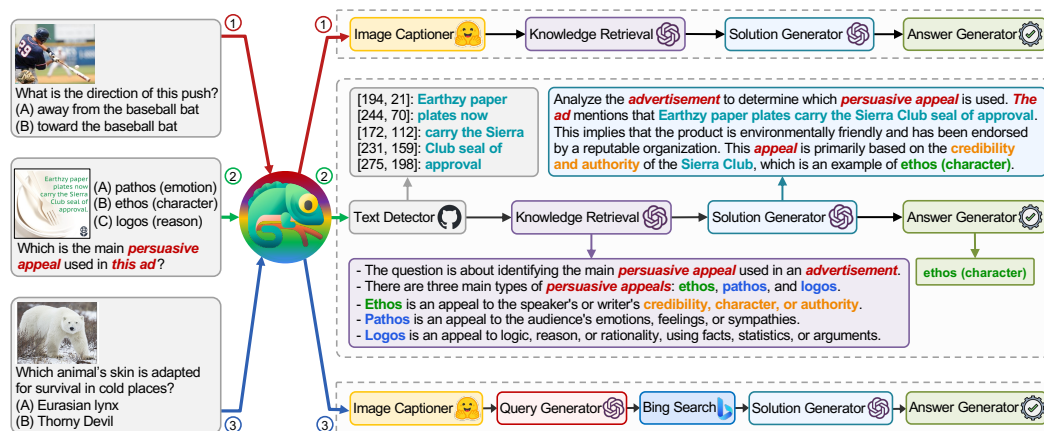 29
What is the direction of this push?
(A) away from the baseball bat
(B) toward the baseball bat
Earthzy paper
plates now
carry the Sierra
Club seal of
approval.
(A) pathos (emotion)
(B) ethos (character)
(C) logos (reason)
Which is the main persuasive
appeal used in this ad?
Which animal's skin is adapted
for survival in cold places?
(A) Eurasian lynx
(B) Thorny Devil
1
2
3
1
Image Captioner
Knowledge Retrieval
Solution Generator
Answer Generator
2
[194, 21]: Earthzy paper
[244, 70]: plates now
[172, 112]: carry the Sierra
[231, 159]: Club seal of
[275, 198]: approval
Analyze the advertisement to determine which persuasive appeal is used. The
ad mentions that Earthzy paper plates carry the Sierra Club seal of approval.
This implies that the product is environmentally friendly and has been endorsed
by a reputable organization. This appeal is primarily based on the credibility
and authority of the Sierra Club, which is an example of ethos (character).
Text Detector
Knowledge Retrieval
Solution Generator
Answer Generator
- The question is about identifying the main persuasive appeal used in an advertisement.
- There are three main types of persuasive appeals: ethos, pathos, and logos.
- Ethos is an appeal to the speaker's or writer's credibility, character, or authority.
- Pathos is an appeal to the audience's emotions, feelings, or sympathies.
- Logos is an appeal to logic, reason, or rationality, using facts, statistics, or arguments.
ethos (character)
3
Image Captioner
Query Generator
Bing Search
Solution Generator
Answer Generator